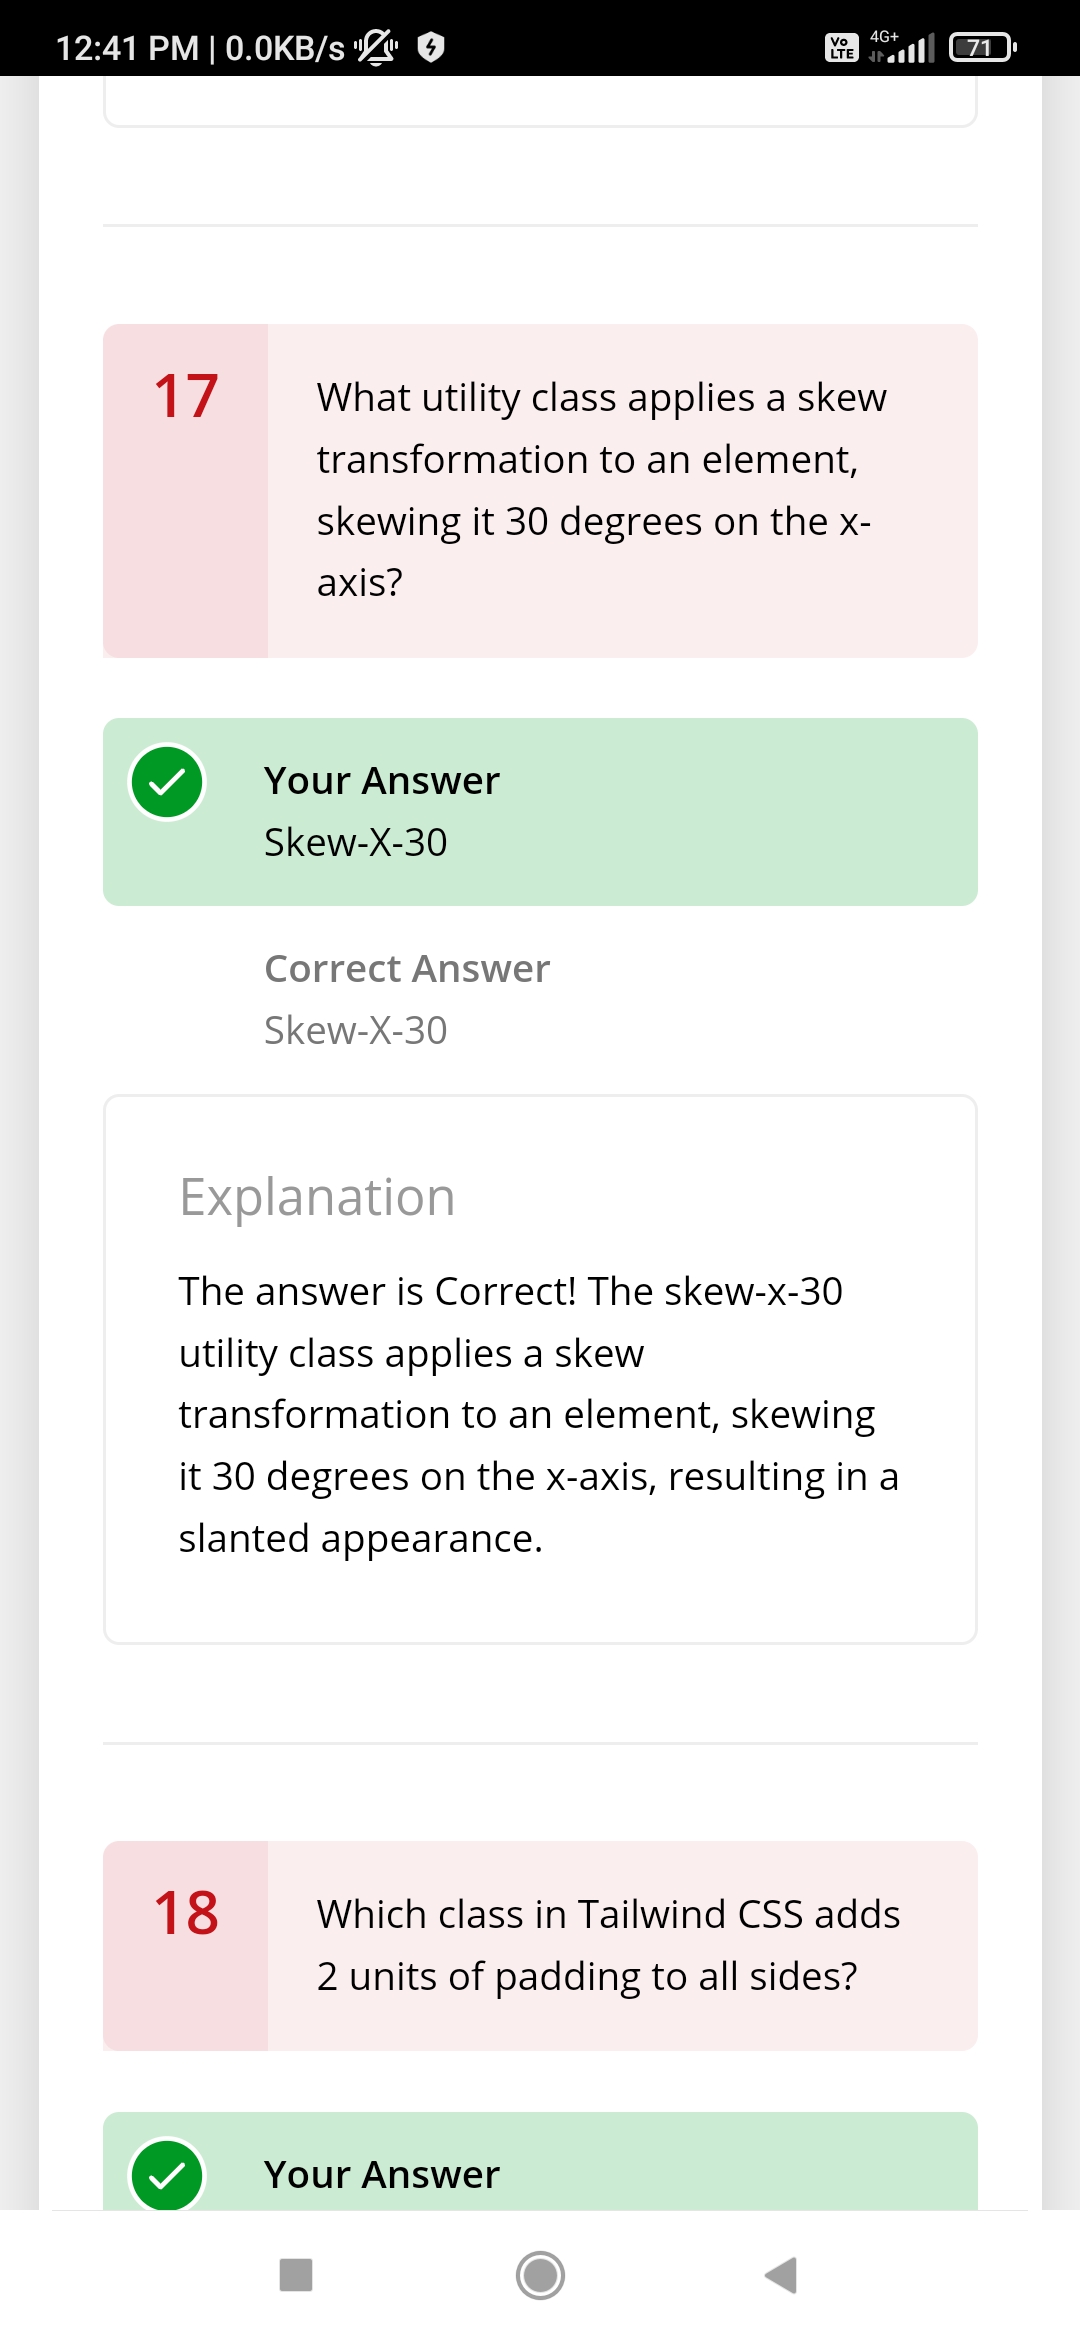 12:41 PM | 0.0KB/s
Vo LTE 4G+ 71
17
What utility class applies a skew
transformation to an element,
skewing it 30 degrees on the x-
axis?
Your Answer
Skew-X-30
Correct Answer
Skew-X-30
Explanation
The answer is Correct! The skew-x-30
utility class applies a skew
transformation to an element, skewing
it 30 degrees on the x-axis, resulting in a
slanted appearance.
18
Which class in Tailwind CSS adds
2 units of padding to all sides?
Your Answer